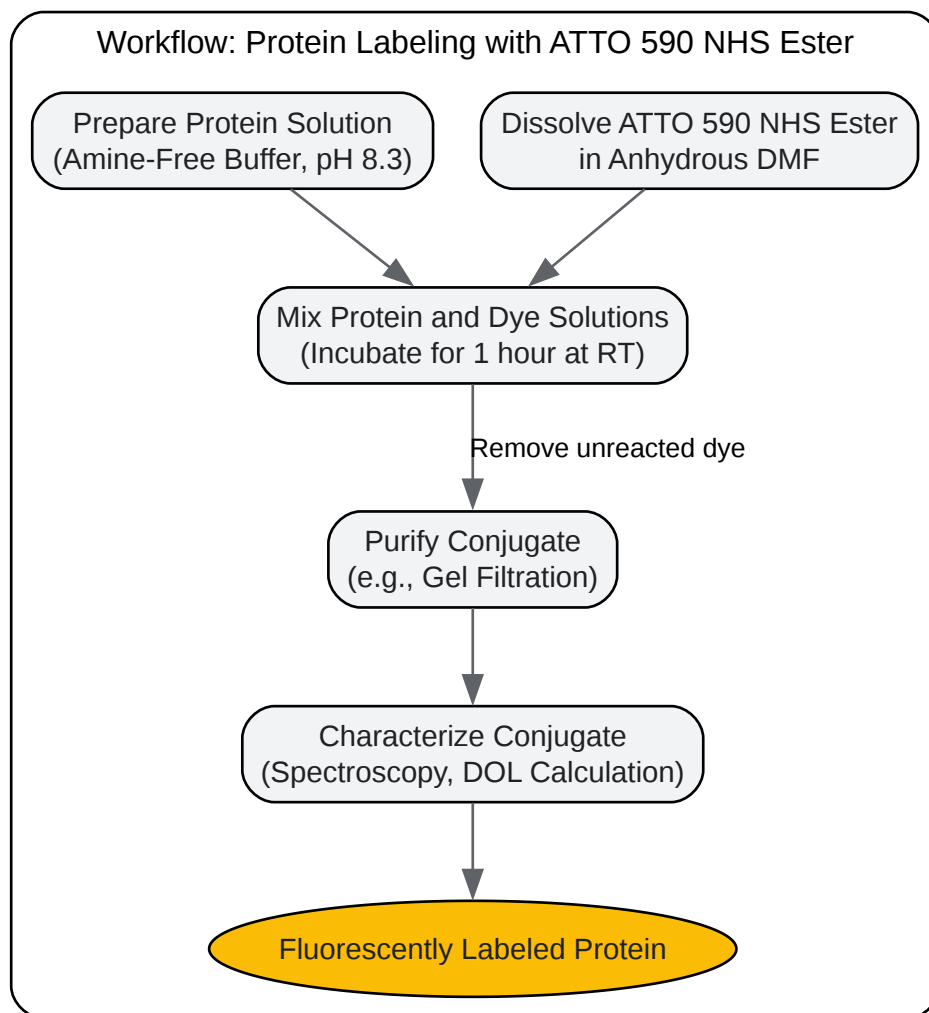 Workflow: Protein Labeling with ATTO 590 NHS Ester
Prepare Protein Solution
(Amine-Free Buffer, pH 8.3)
Dissolve ATTO 590 NHS Ester
in Anhydrous DMF
Mix Protein and Dye Solutions
(Incubate for 1 hour at RT)
Remove unreacted dye
Purify Conjugate
(e.g., Gel Filtration)
Characterize Conjugate
(Spectroscopy, DOL Calculation)
Fluorescently Labeled Protein